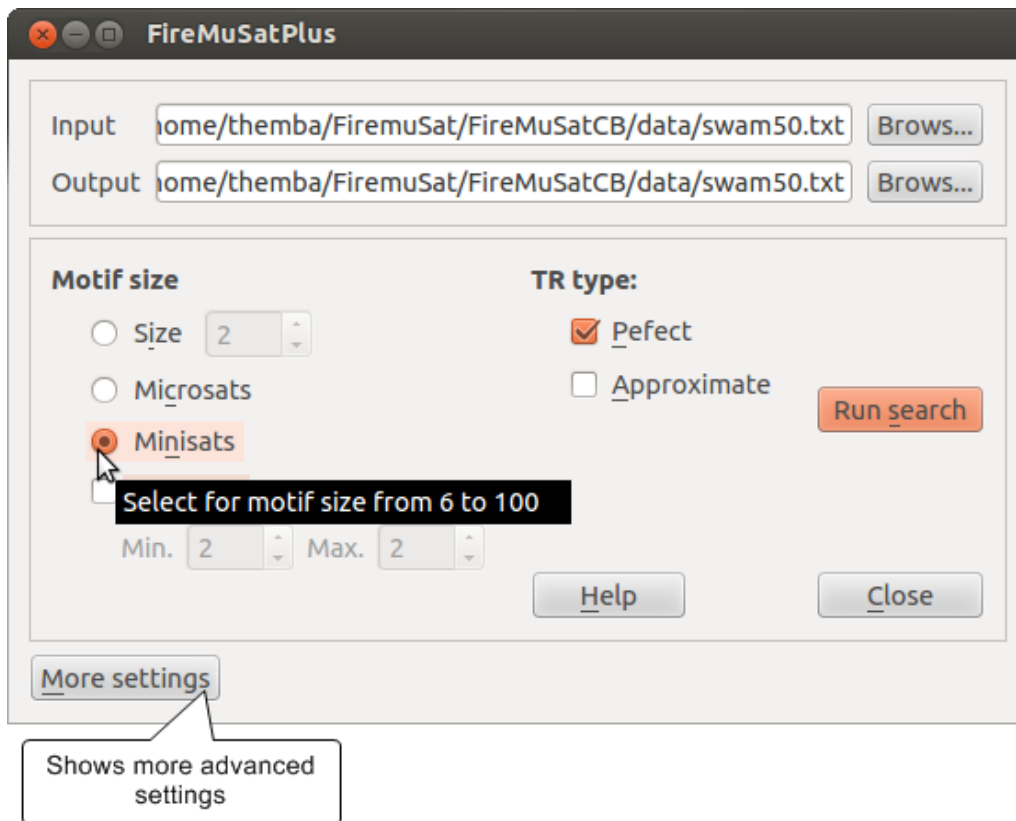 FireMuSatPlus
Input home/themba/FiremuSat/FireMuSatCB/data/swam50.txt Brows...
Output home/themba/FiremuSat/FireMuSatCB/data/swam50.txt Brows...
Motif size
Size 2
Microsats
Minisats
Select for motif size from 6 to 100
Min. 2 Max. 2
TR type:
Pefect
Approximate
Run search
Help
Close
More settings
Shows more advanced
settings